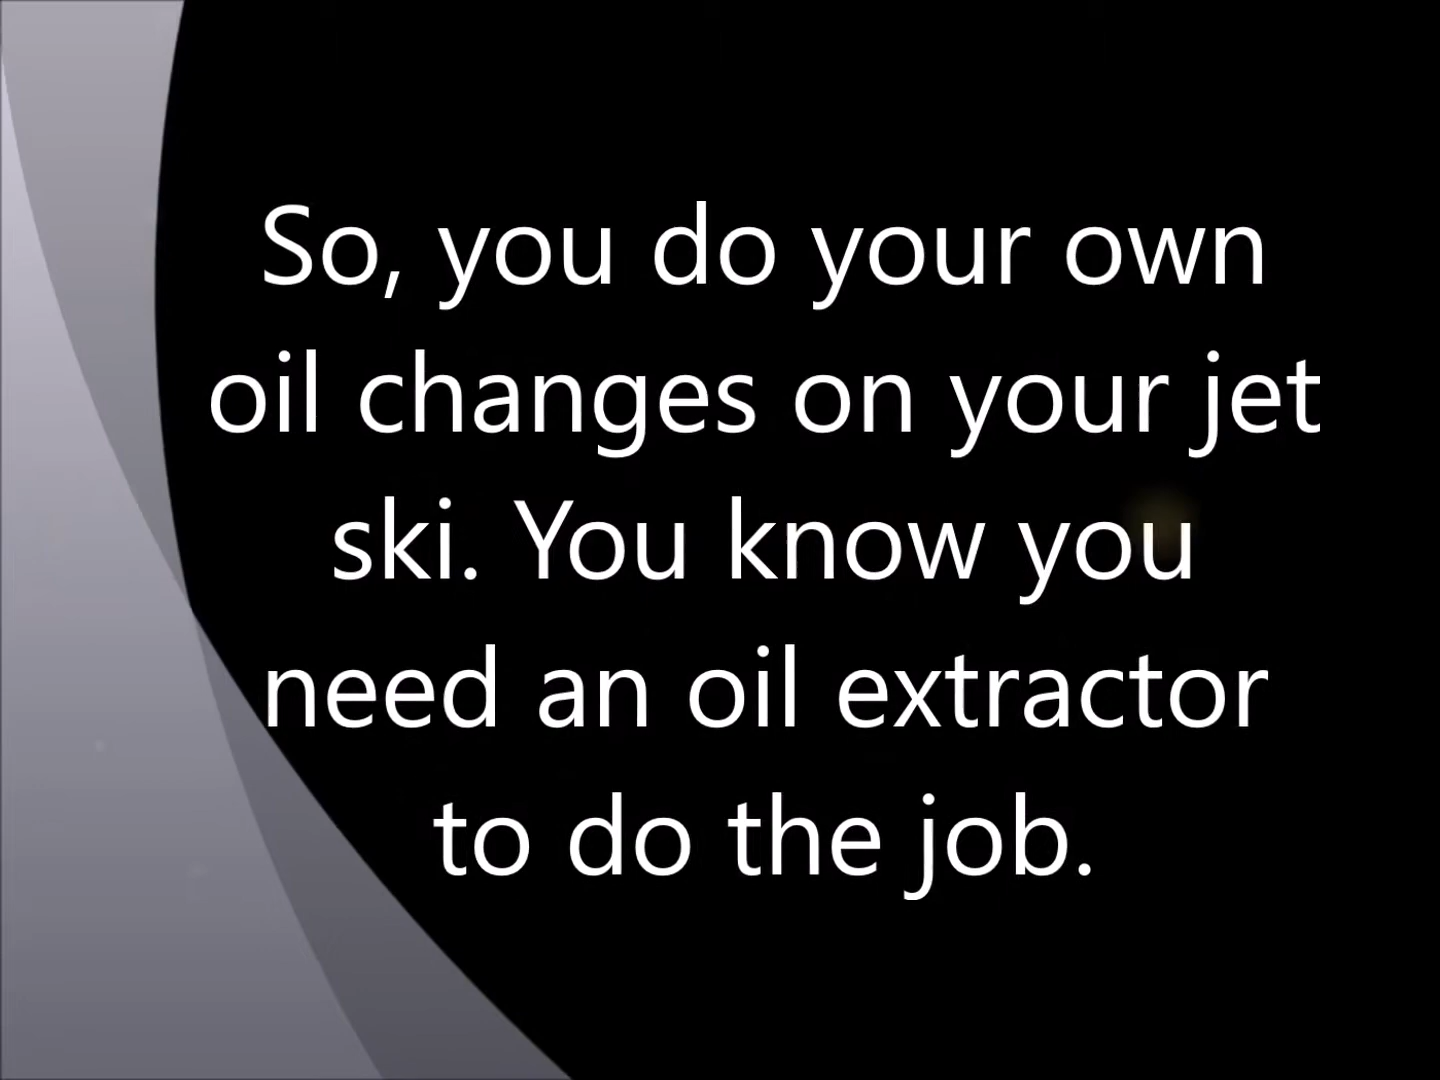 So, you do your own
oil changes on your jet
ski. You know you
need an oil extractor
to do the job.